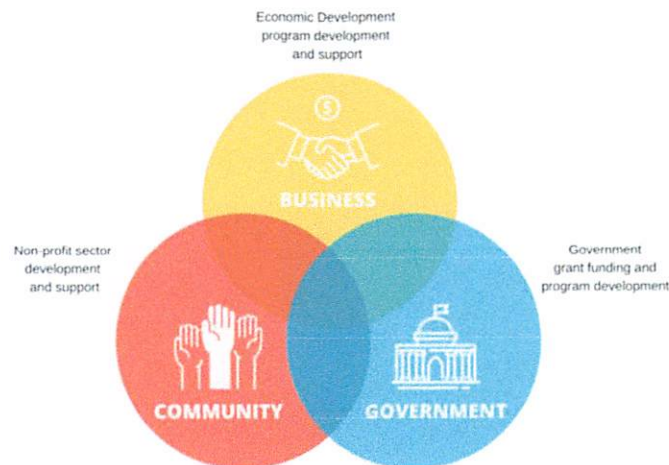 Economic Development
program development
and support
$
BUSINESS
Non-profit sector
development
and support
Government
grant funding and
program development
COMMUNITY
GOVERNMENT